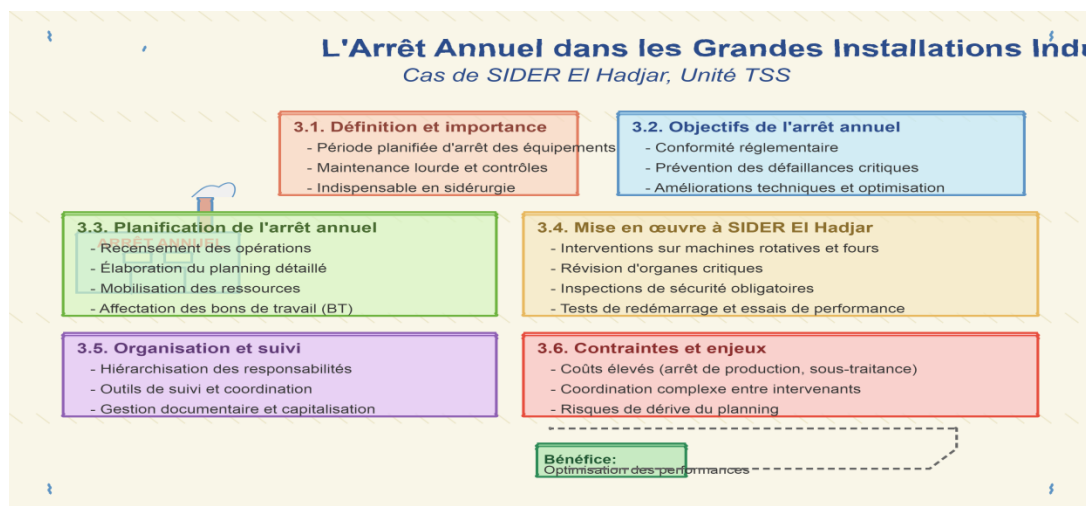 L'Arrêt Annuel dans les Grandes Installations Indu
Cas de SIDER El Hadjar, Unité TSS
3.1. Définition et importance
- Période planifiée d'arrêt des équipements
- Maintenance lourde et contrôles
- Indispensable en sidérurgie
3.2. Objectifs de l'arrêt annuel
- Conformité réglementaire
- Prévention des défaillances critiques
- Améliorations techniques et optimisation
3.3. Planification de l'arrêt annuel
ARRÊT ANNUEL
- Recensement des opérations
- Élaboration du planning détaillé
- Mobilisation des ressources
- Affectation des bons de travail (BT)
3.4. Mise en œuvre à SIDER El Hadjar
- Interventions sur machines rotatives et fours
- Révision d'organes critiques
- Inspections de sécurité obligatoires
- Tests de redémarrage et essais de performance
3.5. Organisation et suivi
- Hiérarchisation des responsabilités
- Outils de suivi et coordination
- Gestion documentaire et capitalisation
3.6. Contraintes et enjeux
- Coûts élevés (arrêt de production, sous-traitance)
- Coordination complexe entre intervenants
- Risques de dérive du planning
Bénéfice:
Optimisation des performances